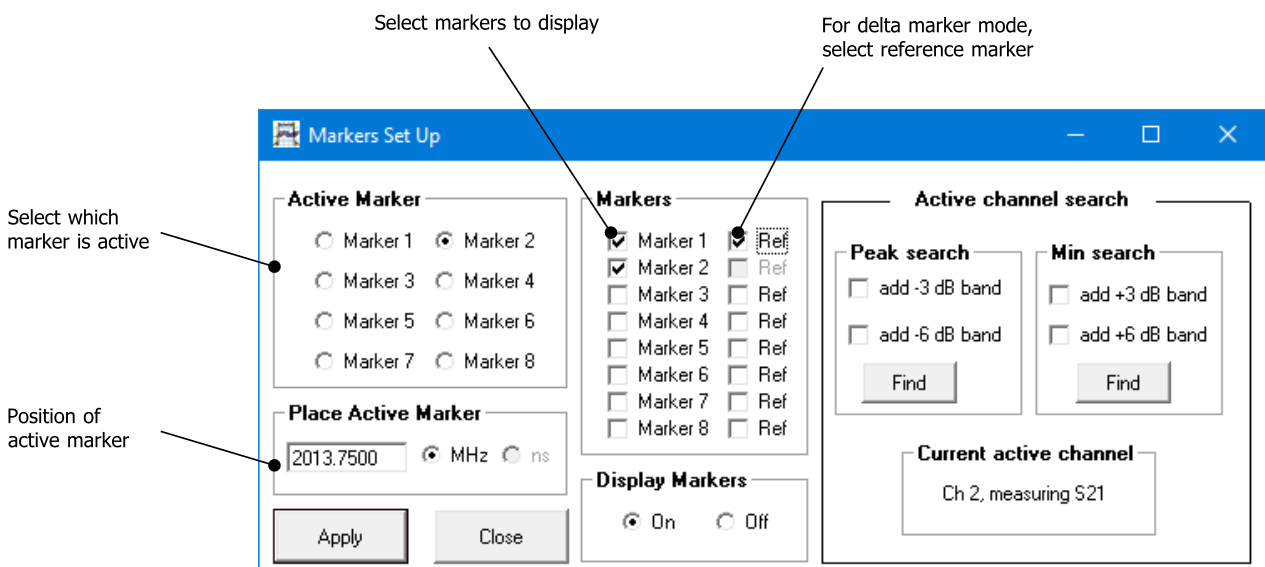 Select markers to display
For delta marker mode,
select reference marker
Markers Set Up
Select which
marker is active
Active Marker
Marker 1 Marker 2
Marker 3 Marker 4
Marker 5 Marker 6
Marker 7 Marker 8
Position of
active marker
Place Active Marker
2013.7500 MHz ns
Apply Close
Markers
Marker 1 Ref
Marker 2 Ref
Marker 3 Ref
Marker 4 Ref
Marker 5 Ref
Marker 6 Ref
Marker 7 Ref
Marker 8 Ref
Display Markers
On Off
Active channel search
Peak search
add -3 dB band
add -6 dB band
Find
Min search
add +3 dB band
add +6 dB band
Find
Current active channel
Ch 2, measuring S21